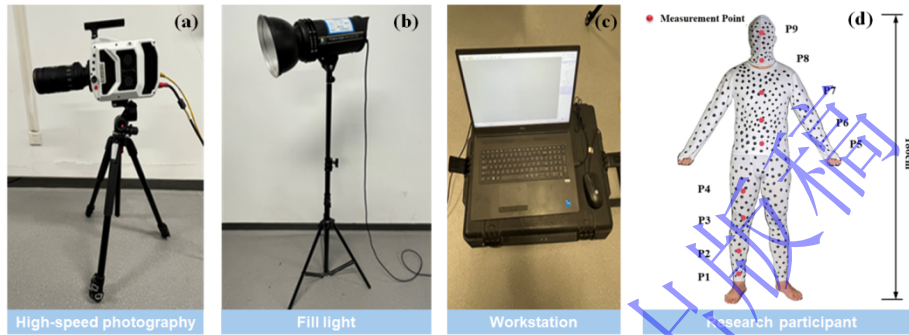 (a)
High-speed photography
(b)
Fill light
(c)
Workstation
(d)
Measurement Point
P9
P8
P7
P6
P5
P4
P3
P2
P1
180cm
Research participant